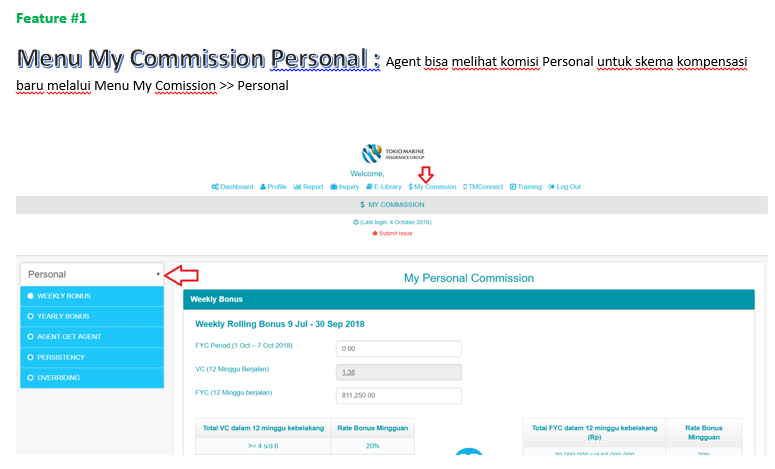 Feature #1
Menu My Commission Personal : Agent bisa melihat komisi Personal untuk skema kompensasi
baru melalui Menu My Comission >> Personal
TOKIO MARINE
INSURANCE GROUP
Welcome,
Dashboard Profile Report Inquiry E-Library $ My Comission TMConnect Training Log Out
$ MY COMMISSION
(Last login: 4 October 2018)
Submit Issue
Personal
WEEKLY BONUS
YEARLY BONUS
AGENT GET AGENT
PERSISTENCY
OVERRIDING
My Personal Commission
Weekly Bonus
Weekly Rolling Bonus 9 Jul - 30 Sep 2018
FYC Period (1 Oct – 7 Oct 2018) 0.00
VC (12 Minggu Berjalan) 1.38
FYC (12 Minggu berjalan) 811,250.00
Total VC dalam 12 minggu kebelakang Rate Bonus Mingguan
>= 4 s/d 6 20%
Total FYC dalam 12 minggu kebelakang (Rp) Rate Bonus Mingguan